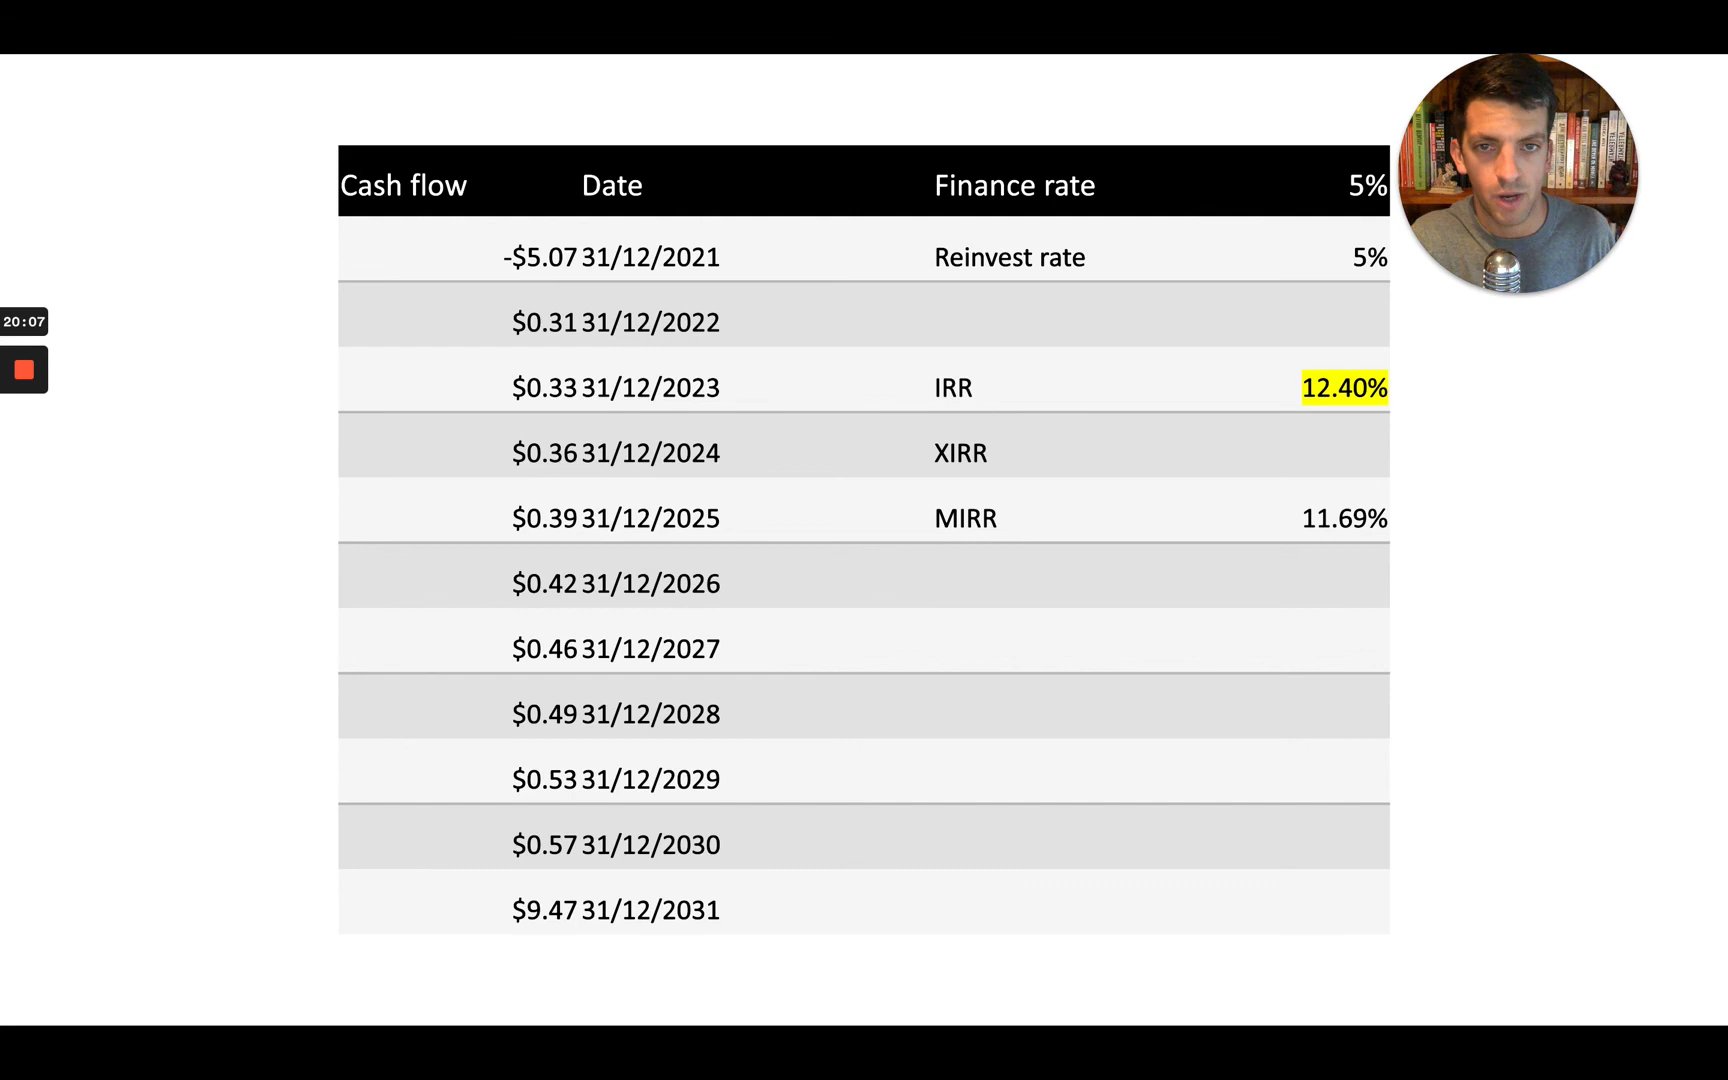 Cash flow Date Finance rate 5%
-$5.07 31/12/2021 Reinvest rate 5%
$0.31 31/12/2022
$0.33 31/12/2023 IRR 12.40%
20:07
$0.36 31/12/2024 XIRR
$0.39 31/12/2025 MIRR 11.69%
$0.42 31/12/2026
$0.46 31/12/2027
$0.49 31/12/2028
$0.53 31/12/2029
$0.57 31/12/2030
$9.47 31/12/2031